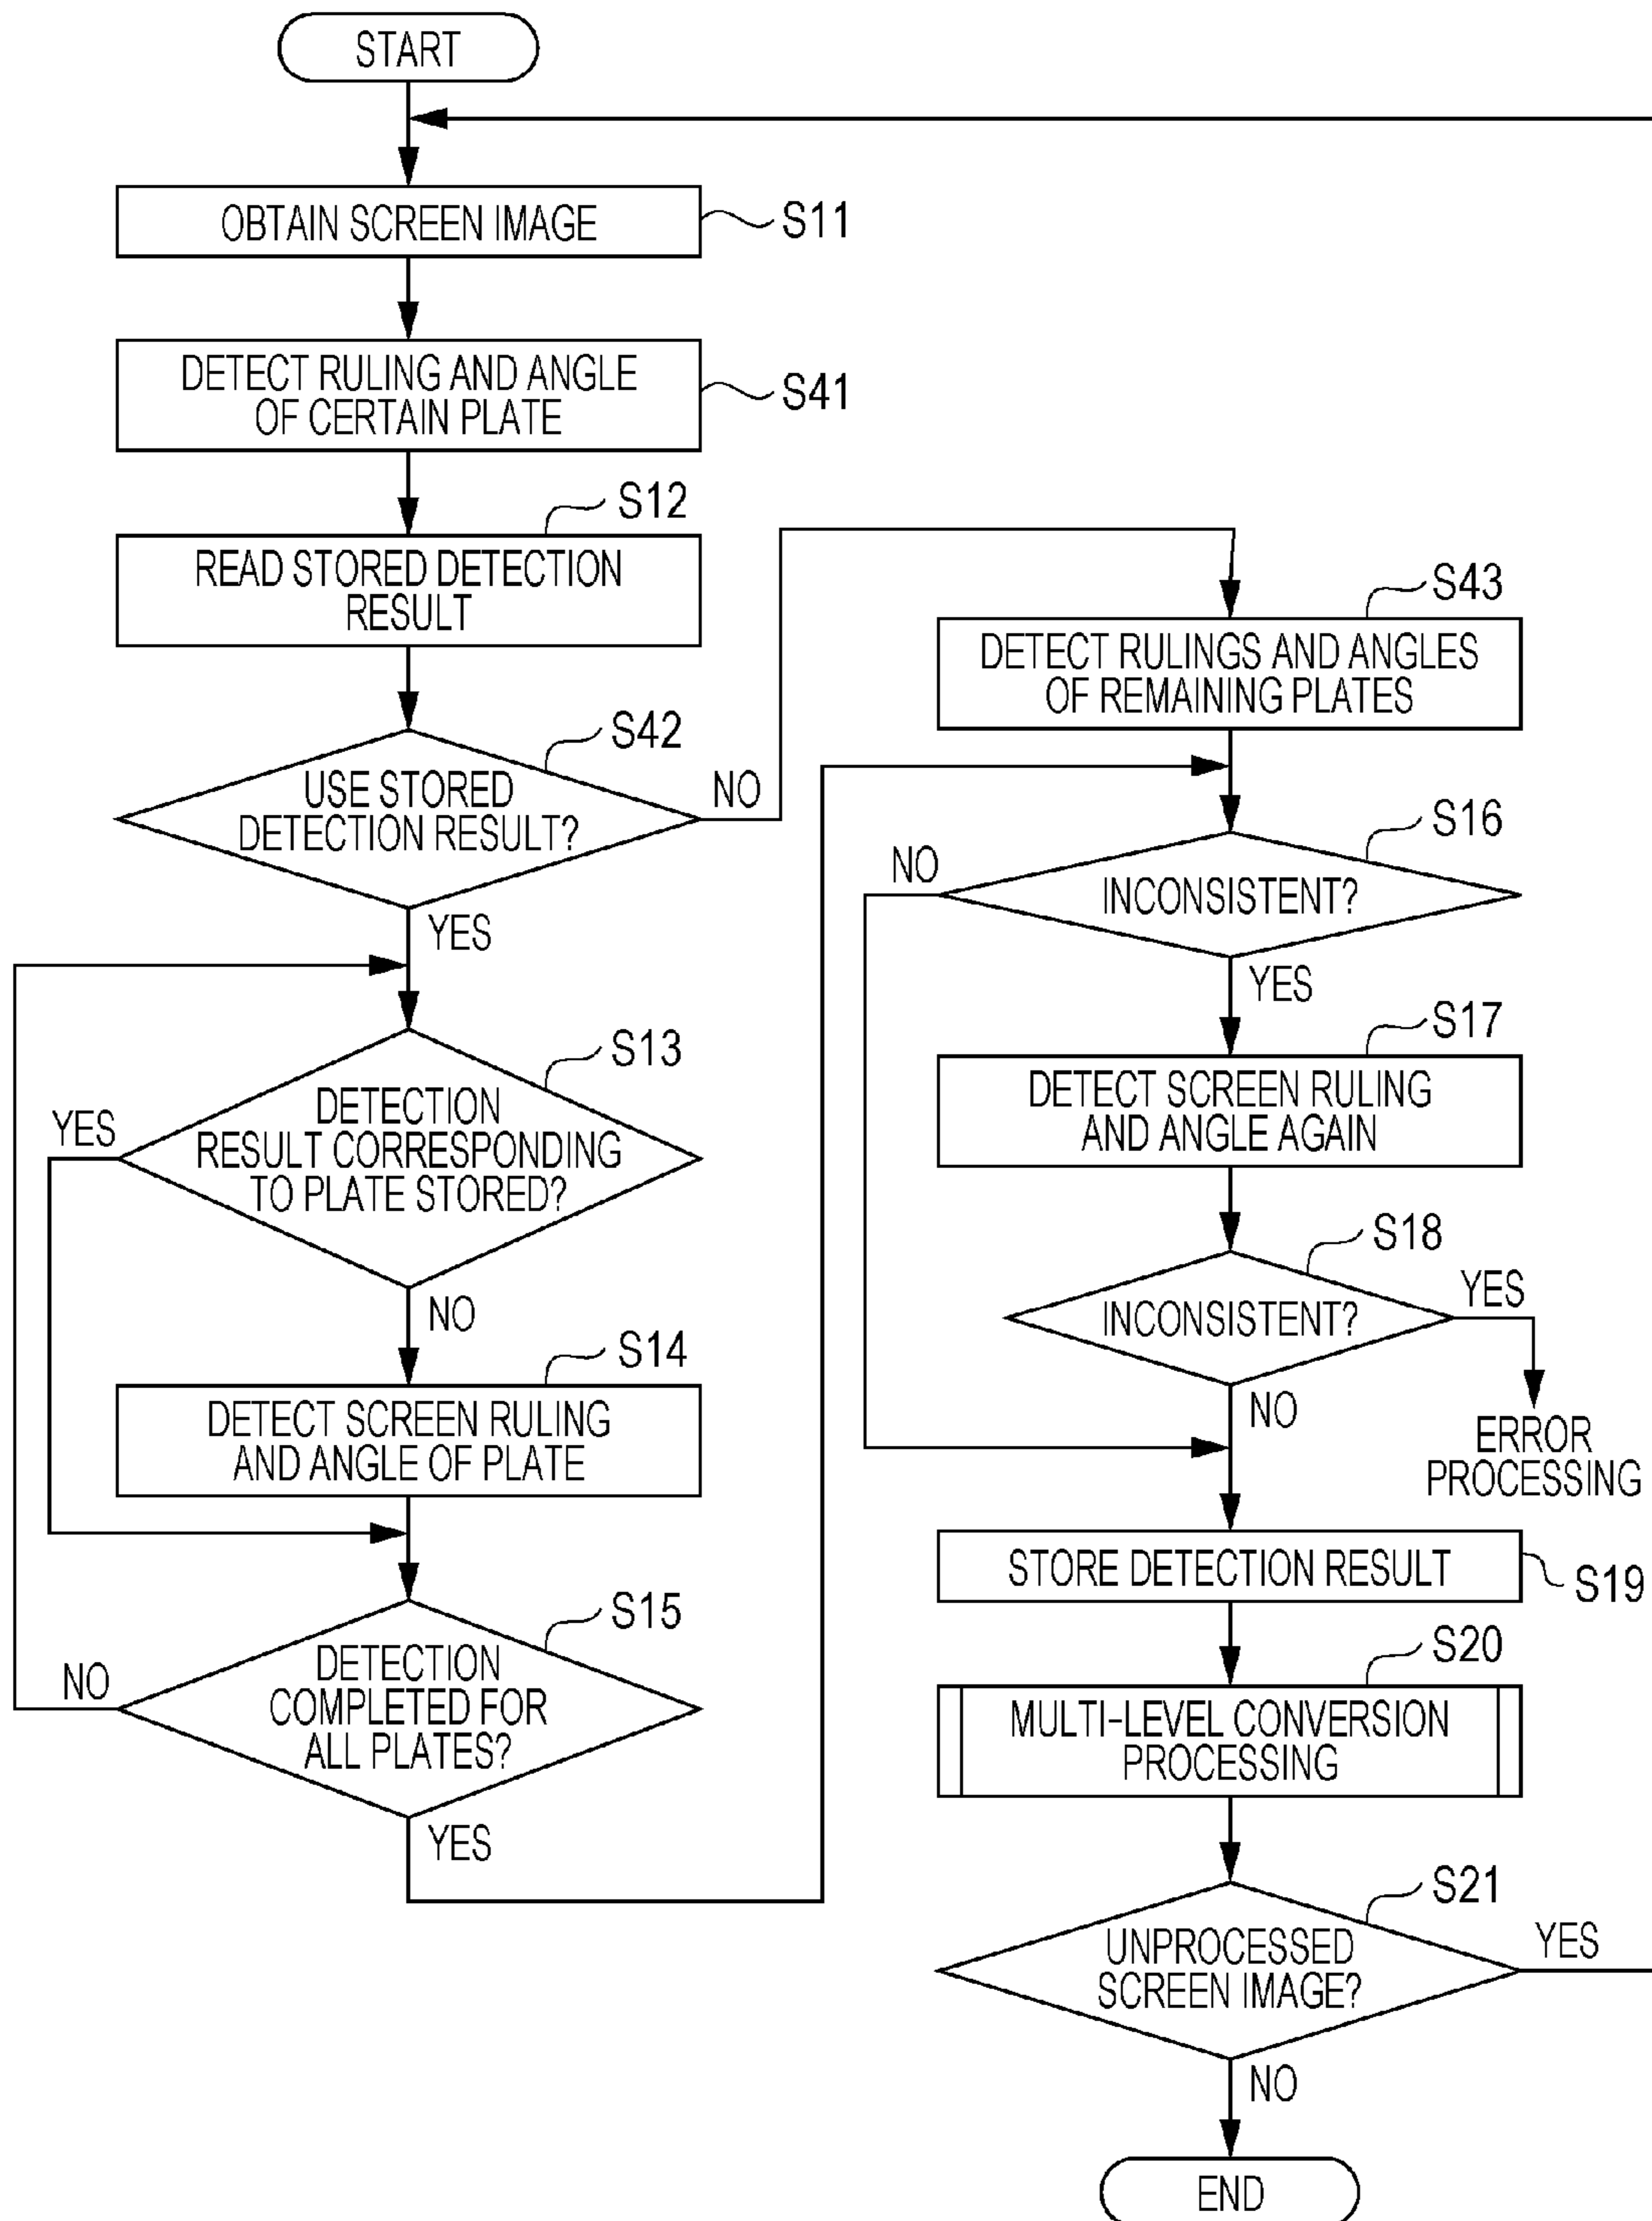 START
OBTAIN SCREEN IMAGE
S11
DETECT RULING AND ANGLE
OF CERTAIN PLATE
S41
S12
READ STORED DETECTION
RESULT
S42
USE STORED
DETECTION RESULT?
NO
YES
S13
DETECTION
RESULT CORRESPONDING
TO PLATE STORED?
YES
NO
S14
DETECT SCREEN RULING
AND ANGLE OF PLATE
S15
DETECTION
COMPLETED FOR
ALL PLATES?
NO
YES
S43
DETECT RULINGS AND ANGLES
OF REMAINING PLATES
S16
INCONSISTENT?
NO
YES
S17
DETECT SCREEN RULING
AND ANGLE AGAIN
S18
INCONSISTENT?
YES
NO
ERROR
PROCESSING
STORE DETECTION RESULT
S19
S20
MULTI-LEVEL CONVERSION
PROCESSING
S21
UNPROCESSED
SCREEN IMAGE?
YES
NO
END